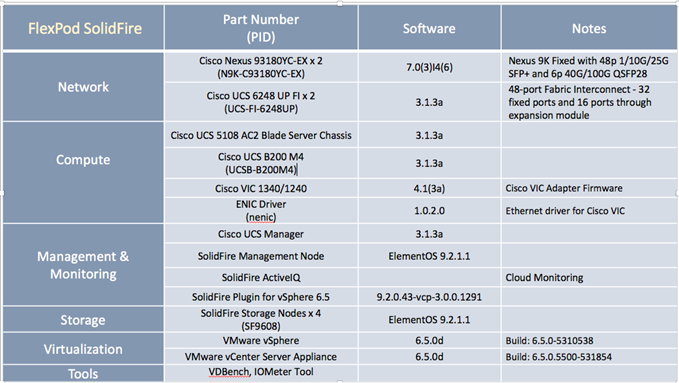 FlexPod SolidFire
Part Number
(PID)
Software
Notes
Network
Cisco Nexus 93180YC-EX x 2
(N9K-C93180YC-EX)
7.0(3)I4(6)
Nexus 9K Fixed with 48p 1/10G/25G
SFP+ and 6p 40G/100G QSFP28
Cisco UCS 6248 UP FI x 2
(UCS-FI-6248UP)
3.1.3a
48-port Fabric Interconnect - 32
fixed ports and 16 ports through
expansion module
Compute
Cisco UCS 5108 AC2 Blade Server Chassis
3.1.3a
Cisco UCS B200 M4
(UCSB-B200M4)
3.1.3a
Cisco VIC 1340/1240
4.1(3a)
Cisco VIC Adapter Firmware
ENIC Driver
(nenic)
1.0.2.0
Ethernet driver for Cisco VIC
Management &
Monitoring
Cisco UCS Manager
3.1.3a
SolidFire Management Node
ElementOS 9.2.1.1
SolidFire ActiveIQ
Cloud Monitoring
SolidFire Plugin for vSphere 6.5
9.2.0.43-vcp-3.0.0.1291
Storage
SolidFire Storage Nodes x 4
(SF9608)
ElementOS 9.2.1.1
Virtualization
VMware vSphere
6.5.0d
Build: 6.5.0-5310538
VMware vCenter Server Appliance
6.5.0d
Build: 6.5.0.5500-531854
Tools
VDBench, IOMeter Tool